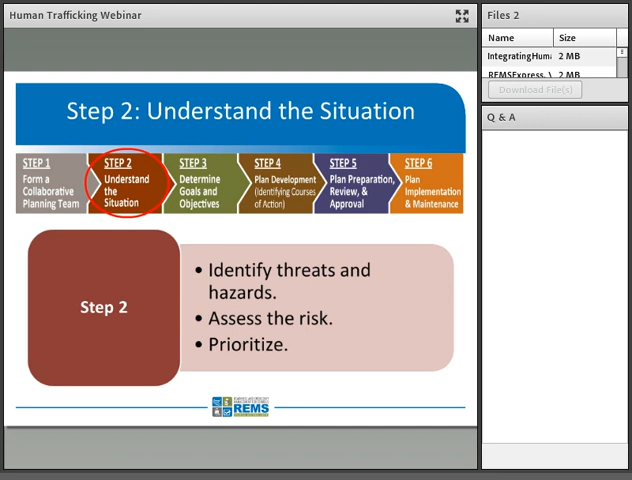 Human Trafficking Webinar
Step 2: Understand the Situation
STEP 1
Form a
Collaborative
Planning Team
STEP 2
Understand
the
Situation
STEP 3
Determine
Goals and
Objectives
STEP 4
Plan Development
(Identifying Courses
of Action)
STEP 5
Plan Preparation,
Review, &
Approval
STEP 6
Plan
Implementation
& Maintenance
Step 2
• Identify threats and
hazards.
• Assess the risk.
• Prioritize.
REMS
Files 2
Name Size
IntegratingHuma 2 MB
REMSExpress, 2 MB
Download File(s)
Q & A